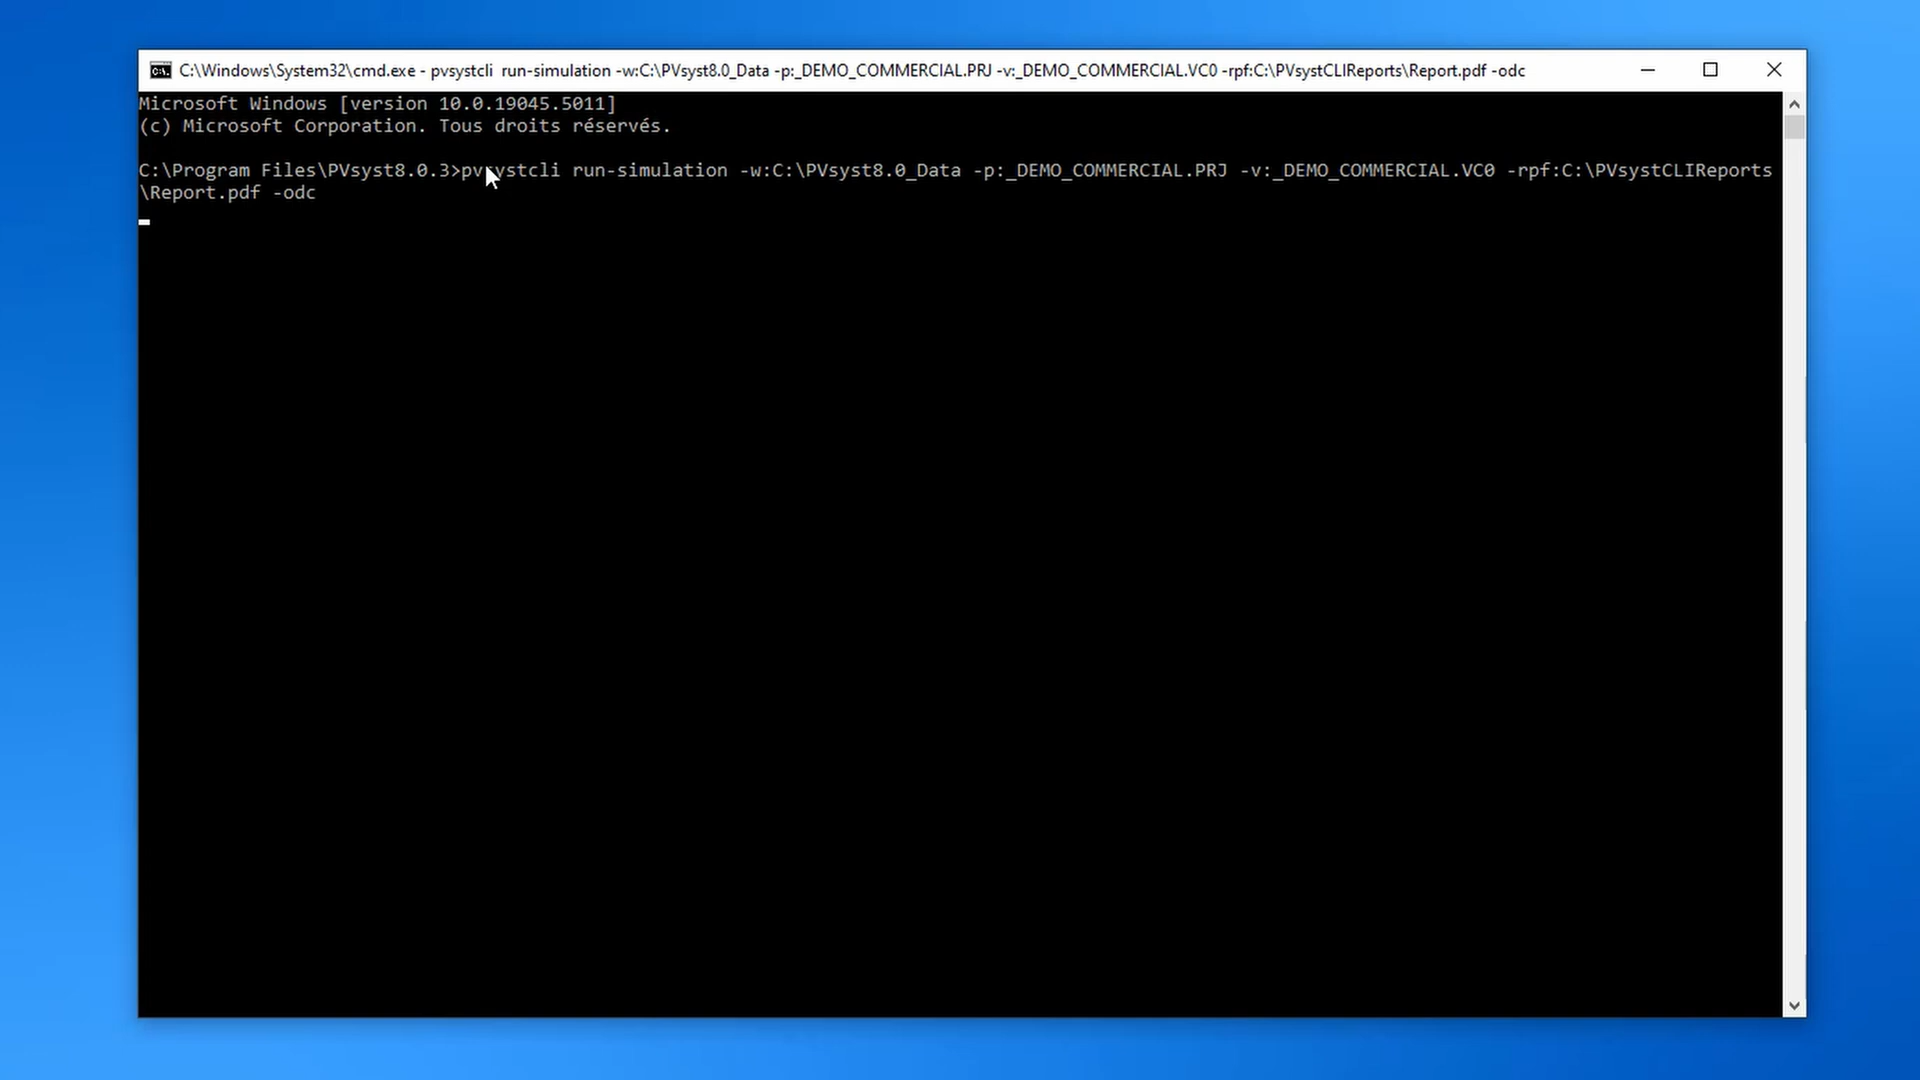 C:\Windows\System32\cmd.exe - pvsystcli  run-simulation -w:C:\PVsyst8.0_Data -p:_DEMO_COMMERCIAL.PRJ -v:_DEMO_COMMERCIAL.VC0 -rpf:C:\PVsystCLIReports\Report.pdf -odc
Microsoft Windows [version 10.0.19045.5011]
(c) Microsoft Corporation. Tous droits réservés.
C:\Program Files\PVsyst8.0.3>pvsystcli run-simulation -w:C:\PVsyst8.0_Data -p:_DEMO_COMMERCIAL.PRJ -v:_DEMO_COMMERCIAL.VC0 -rpf:C:\PVsystCLIReports
\Report.pdf -odc